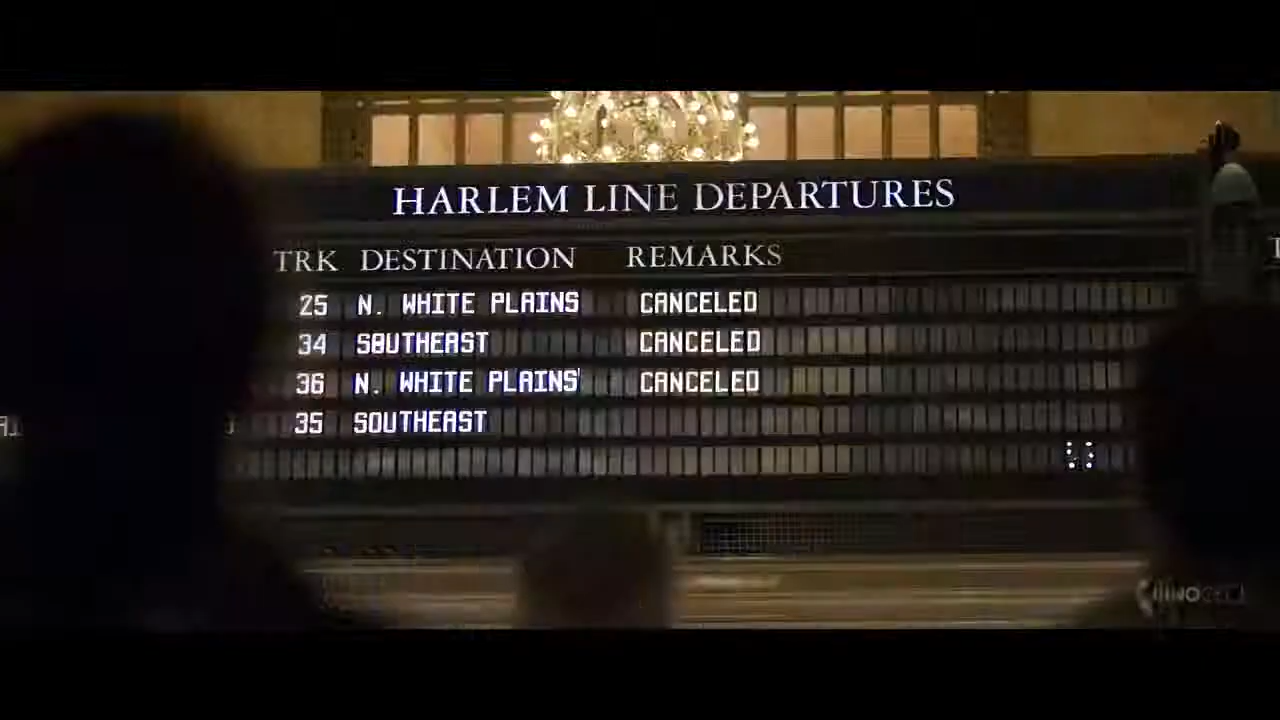 HARLEM LINE DEPARTURES
TRK DESTINATION REMARKS
25 N. WHITE PLAINS CANCELED
34 SOUTHEAST CANCELED
36 N. WHITE PLAINS CANCELED
35 SOUTHEAST